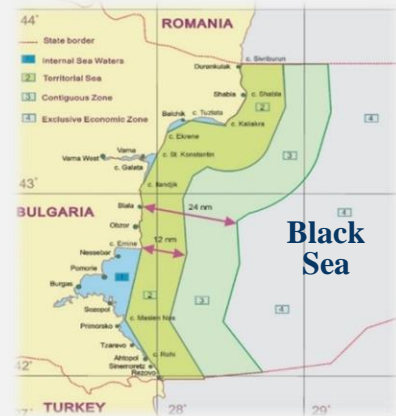 44°
ROMANIA
State border
1 Internal Sea Waters
2 Territorial Sea
3 Contiguous Zone
4 Exclusive Economic Zone
c. Sivriburun
Durankulak
Shabla
c. Shabla
2
c. Tuzlata
Balchik
c. Kaliakra
4
c. Ekrene
Varna
c. St. Konstantin
3
Varna West
c. Galata
c. Ilandjik
43
Biala
24 nm
4
BULGARIA
Obzor
Black
Sea
c. Emine
12 nm
Nessebar
Pomorie
1
Burgas
2
3
4
Sozopol
c. Maslen Nos
Primorsko
Tzarevo
c. Rohi
Ahtopol
Sinemoretz
Rezovo
42
TURKEY
28
29